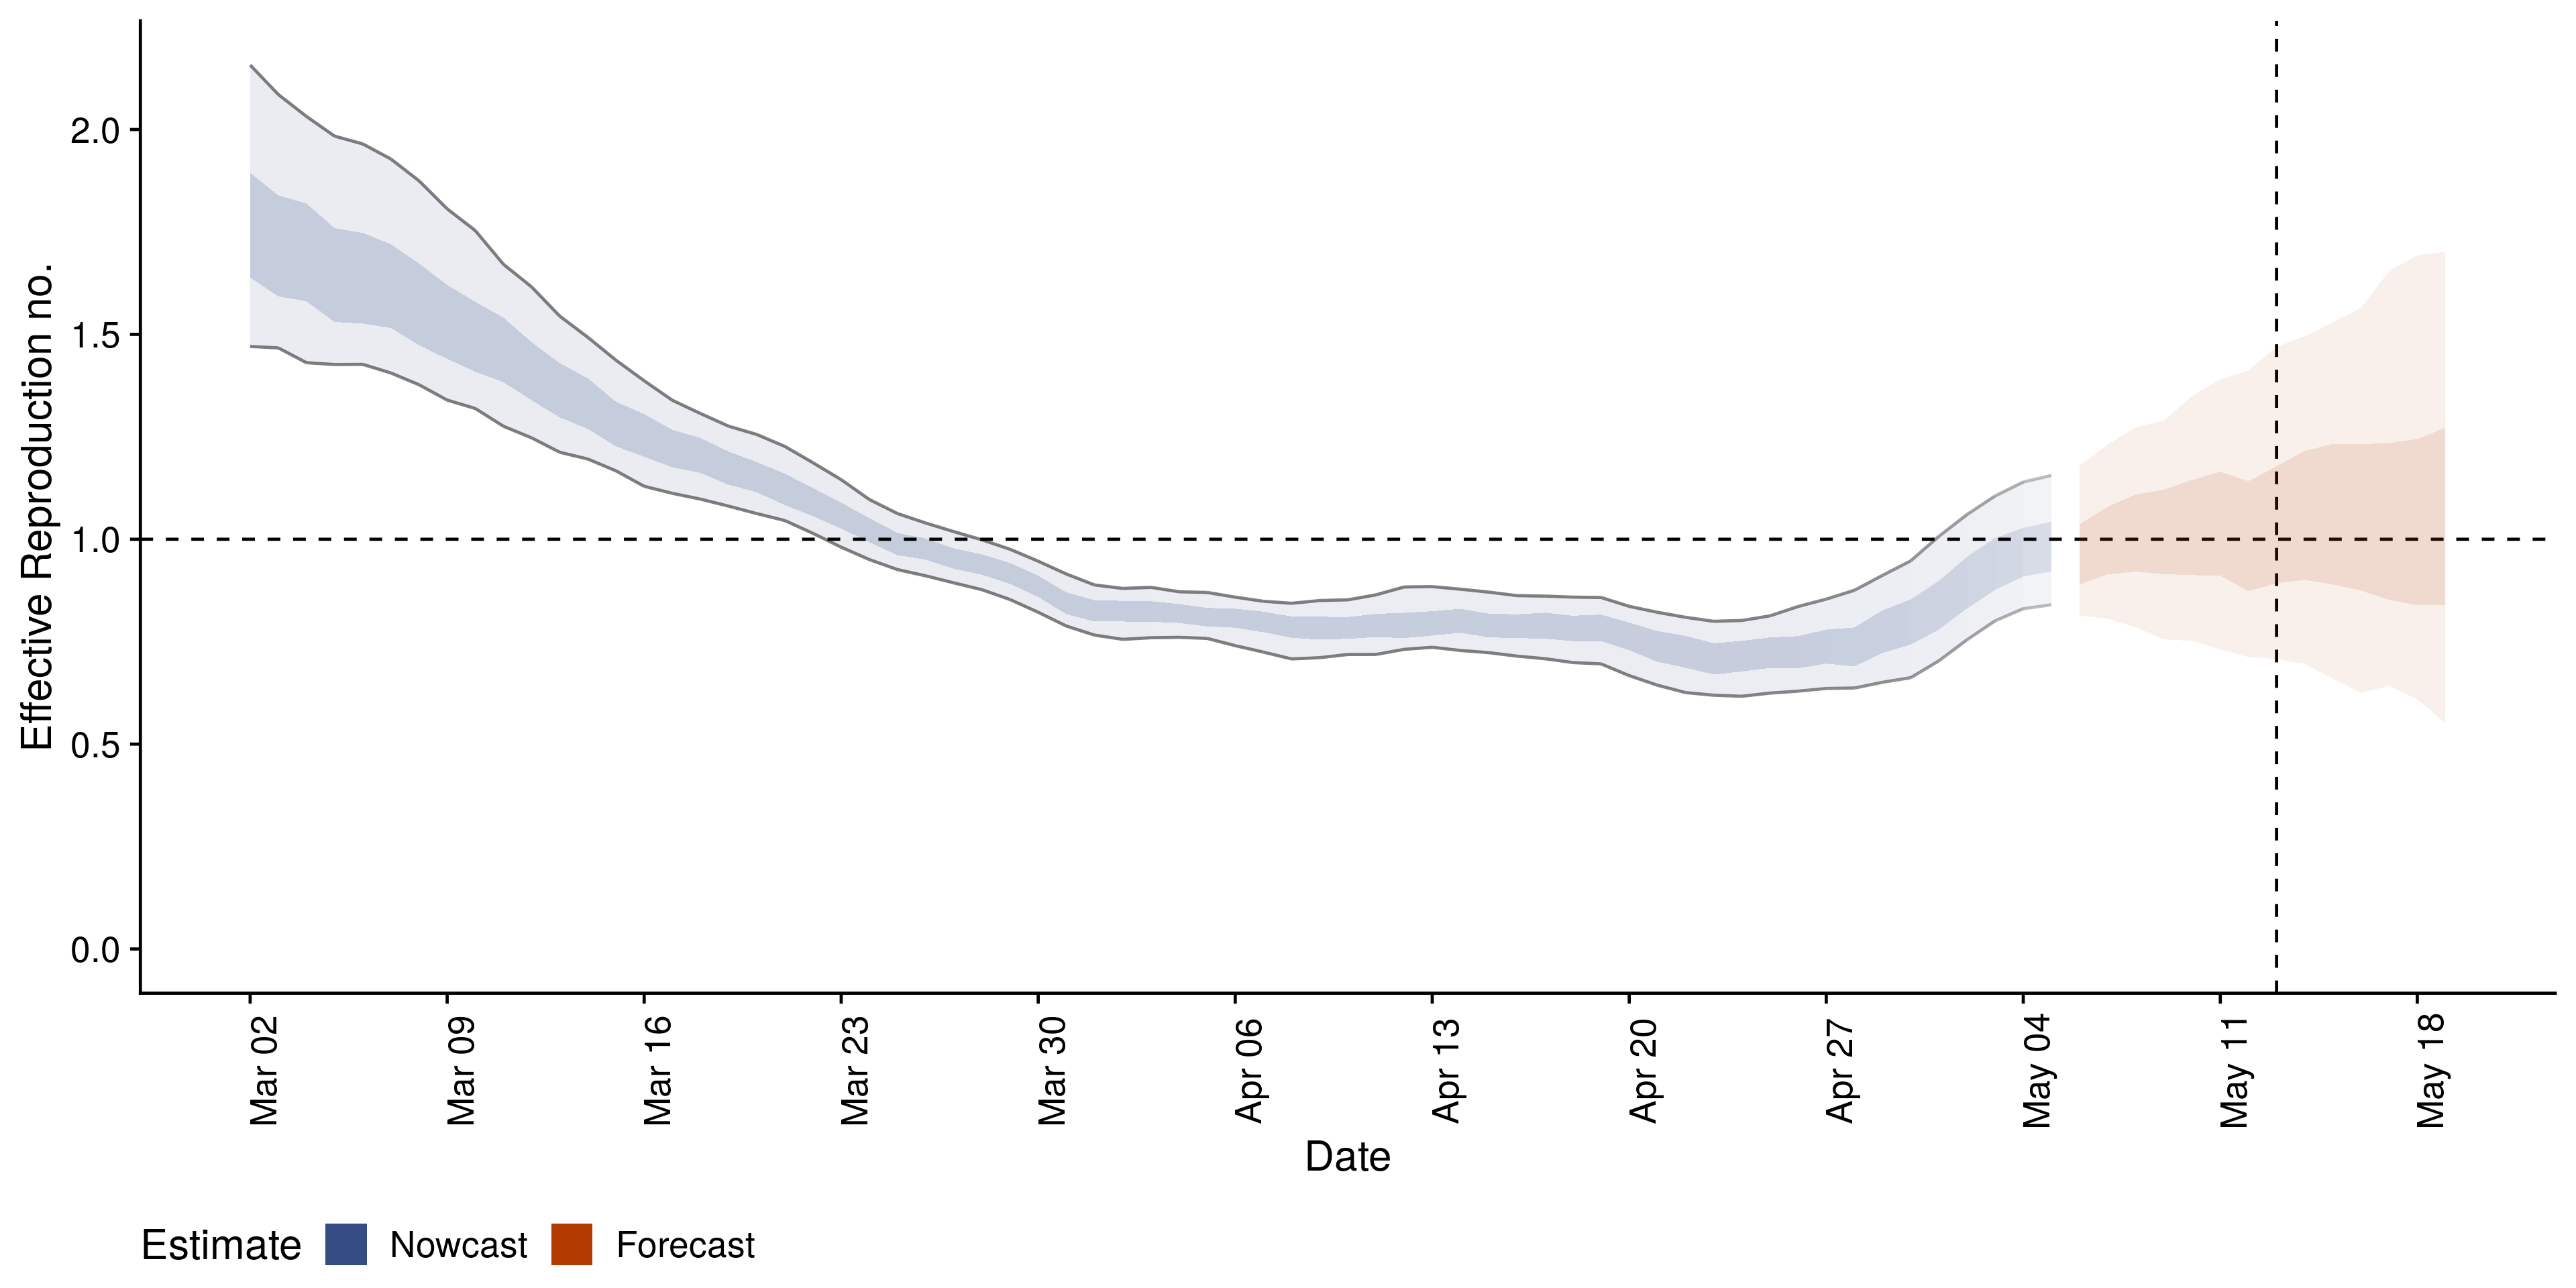 Effective Reproduction no.
2.0
1.5
1.0
0.5
0.0
Mar 02
Mar 09
Mar 16
Mar 23
Mar 30
Apr 06
Apr 13
Apr 20
Apr 27
May 04
May 11
May 18
Date
Estimate Nowcast Forecast